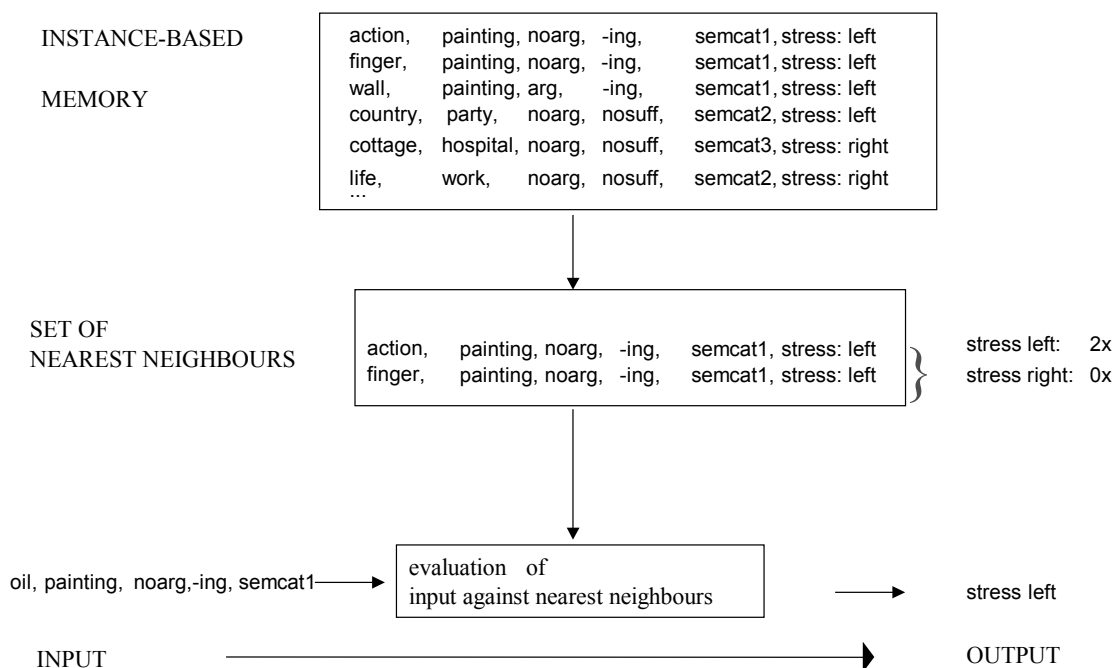 INSTANCE-BASED
MEMORY
action, painting, noarg, -ing, semcat1, stress: left
finger, painting, noarg, -ing, semcat1, stress: left
wall, painting, arg, -ing, semcat1, stress: left
country, party, noarg, nosuff, semcat2, stress: left
cottage, hospital, noarg, nosuff, semcat3, stress: right
life, work, noarg, nosuff, semcat2, stress: right
...
SET OF
NEAREST NEIGHBOURS
action, painting, noarg, -ing, semcat1, stress: left
finger, painting, noarg, -ing, semcat1, stress: left
}
stress left: 2x
stress right: 0x
oil, painting, noarg,-ing, semcat1
evaluation of
input against nearest neighbours
stress left
INPUT
OUTPUT